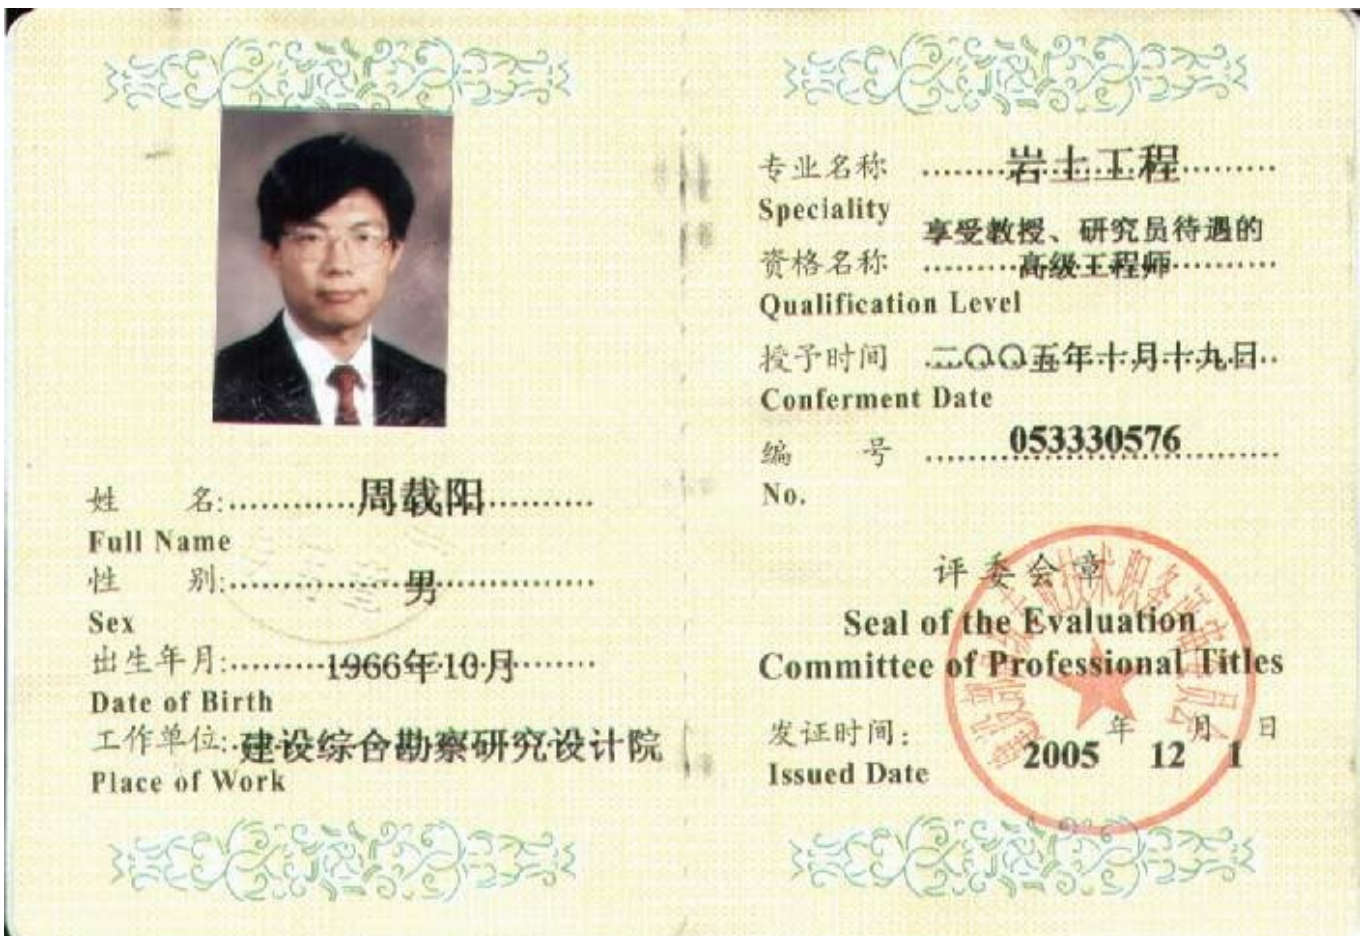 姓 名: 周载阳
Full Name
性 别: 男
Sex
出生年月: 1966年10月
Date of Birth
工作单位: 建设综合勘察研究设计院
Place of Work
专业名称 岩土工程
Speciality
享受教授、研究员待遇的
资格名称 高级工程师
Qualification Level
授予时间 二〇〇五年十月十九日
Conferment Date
编 号 053330576
No.
评委会章
Seal of the Evaluation
Committee of Professional Titles
发证时间: 2005年12月1日
Issued Date